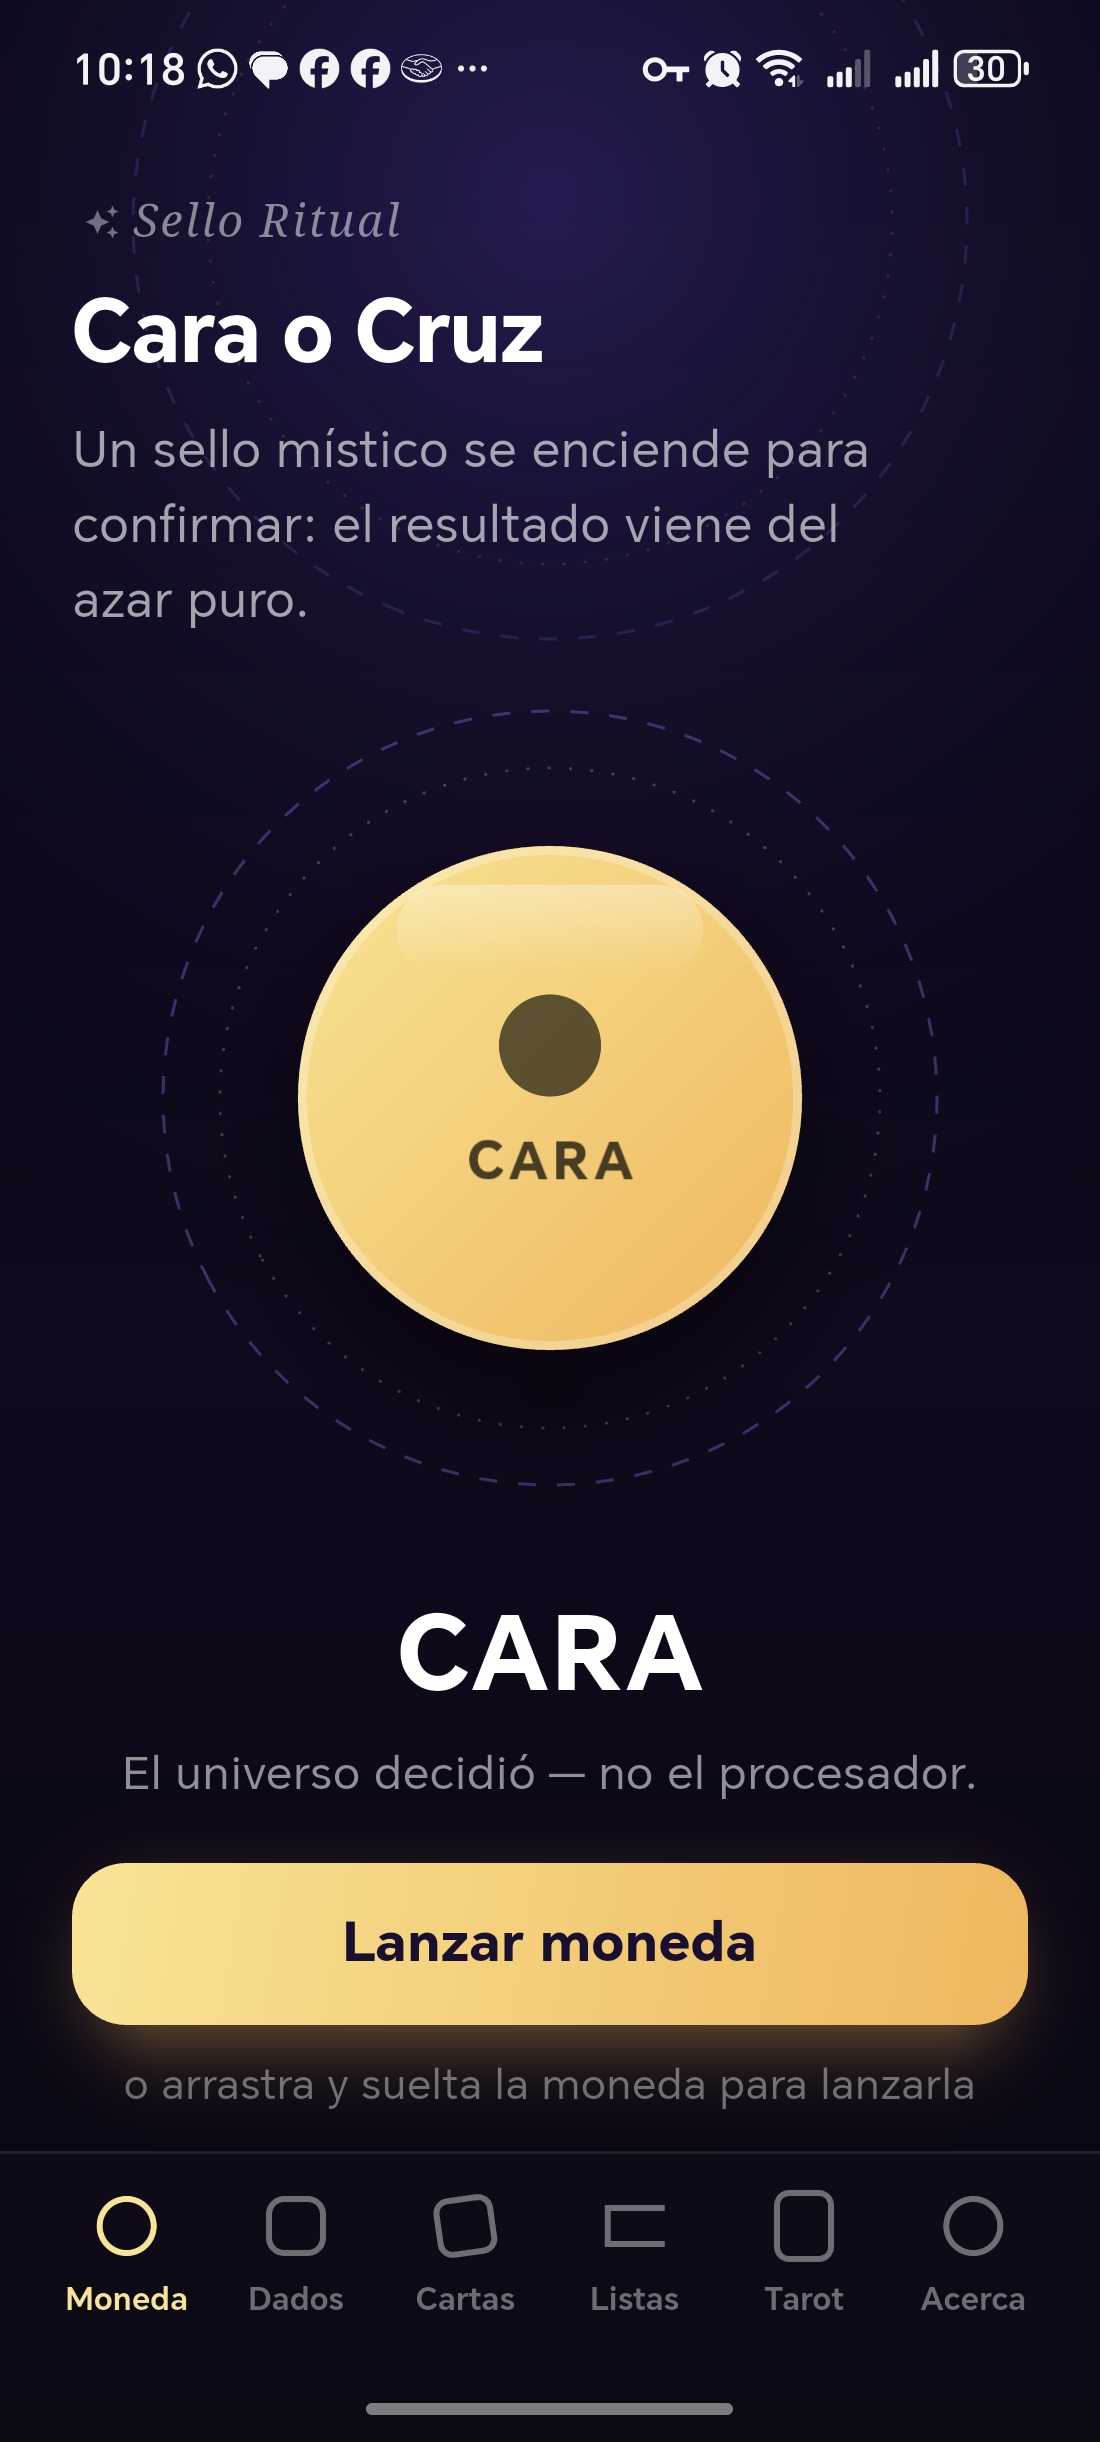 10:18
30
Sello Ritual
Cara o Cruz
Un sello místico se enciende para
confirmar: el resultado viene del
azar puro.
CARA
CARA
El universo decidió — no el procesador.
Lanzar moneda
o arrastra y suelta la moneda para lanzarla
Moneda Dados Cartas Listas Tarot Acerca